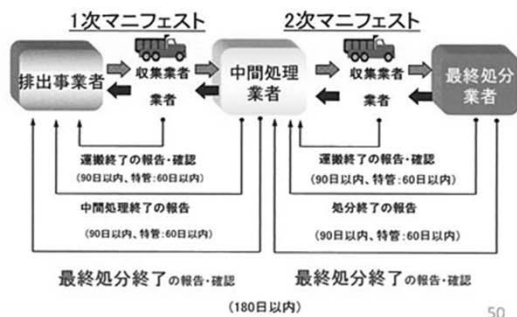 1次マニフェスト
2次マニフェスト
排出事業者
収集業者
業者
中間処理
業者
収集業者
業者
最終処分
業者
運搬終了の報告・確認
(90日以内、特管:60日以内)
中間処理終了の報告
(90日以内、特管:60日以内)
最終処分終了の報告・確認
運搬終了の報告・確認
(90日以内、特管:60日以内)
処分終了の報告
(90日以内、特管:60日以内)
最終処分終了の報告・確認
(180日以内)
50